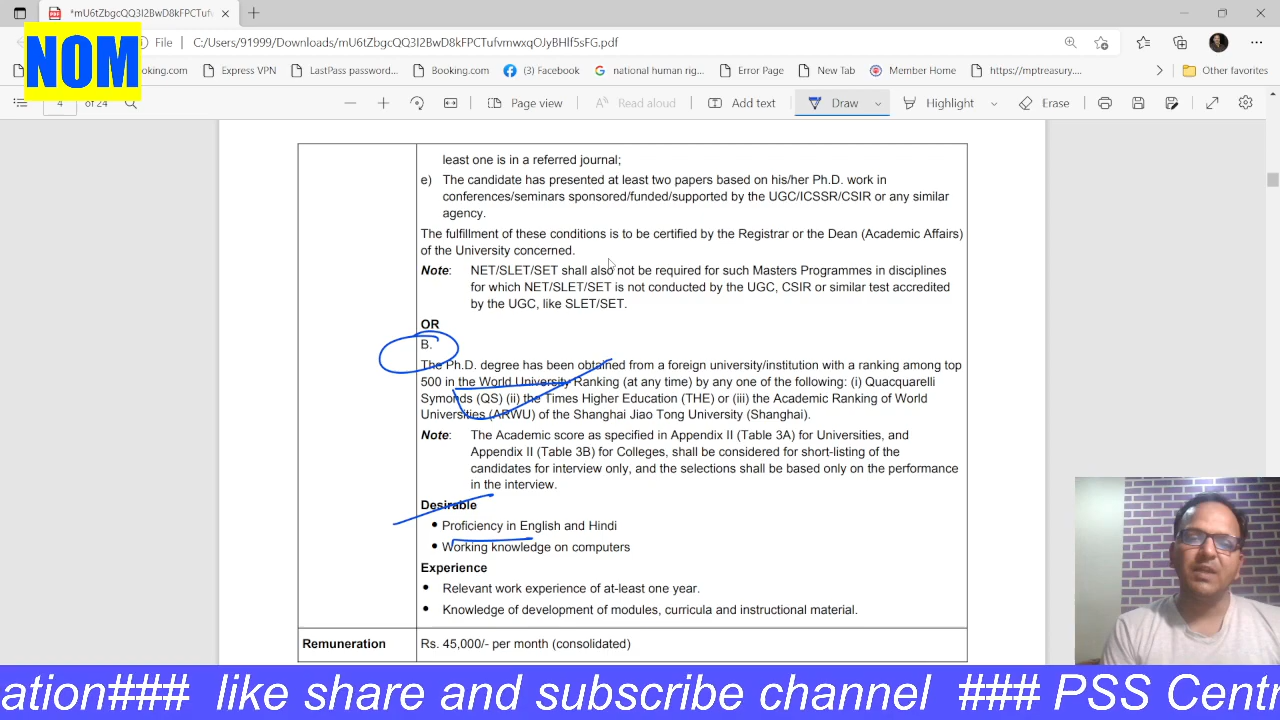 *mU6tZbgcQQ3I2BwD8kFPCTufvr
NOM
File
C:/Users/91999/Downloads/mU6tZbgcQQ3I2BwD8kFPCTufvmwxqOJyBHIf5sFG.pdf
ooking.com
Express VPN
LastPass password...
Booking.com
(3) Facebook
national human rig...
Error Page
New Tab
Member Home
https://mptreasury....
Other favorites
4 of 24
Page view
Read aloud
Add text
Draw
Highlight
Erase
least one is in a referred journal;
e) The candidate has presented at least two papers based on his/her Ph.D. work in
conferences/seminars sponsored/funded/supported by the UGC/ICSSR/CSIR or any similar
agency.
The fulfillment of these conditions is to be certified by the Registrar or the Dean (Academic Affairs)
of the University concerned.
Note: NET/SLET/SET shall also not be required for such Masters Programmes in disciplines
for which NET/SLET/SET is not conducted by the UGC, CSIR or similar test accredited
by the UGC, like SLET/SET.
OR
B.
The Ph.D. degree has been obtained from a foreign university/institution with a ranking among top
500 in the World University Ranking (at any time) by any one of the following: (i) Quacquarelli
Symonds (QS) (ii) the Times Higher Education (THE) or (iii) the Academic Ranking of World
Universities (ARWU) of the Shanghai Jiao Tong University (Shanghai).
Note: The Academic score as specified in Appendix II (Table 3A) for Universities, and
Appendix II (Table 3B) for Colleges, shall be considered for short-listing of the
candidates for interview only, and the selections shall be based only on the performance
in the interview.
Desirable
• Proficiency in English and Hindi
• Working knowledge on computers
Experience
• Relevant work experience of at-least one year.
• Knowledge of development of modules, curricula and instructional material.
Remuneration
Rs. 45,000/- per month (consolidated)
ation### like share and subscribe channel ### PSS Centr